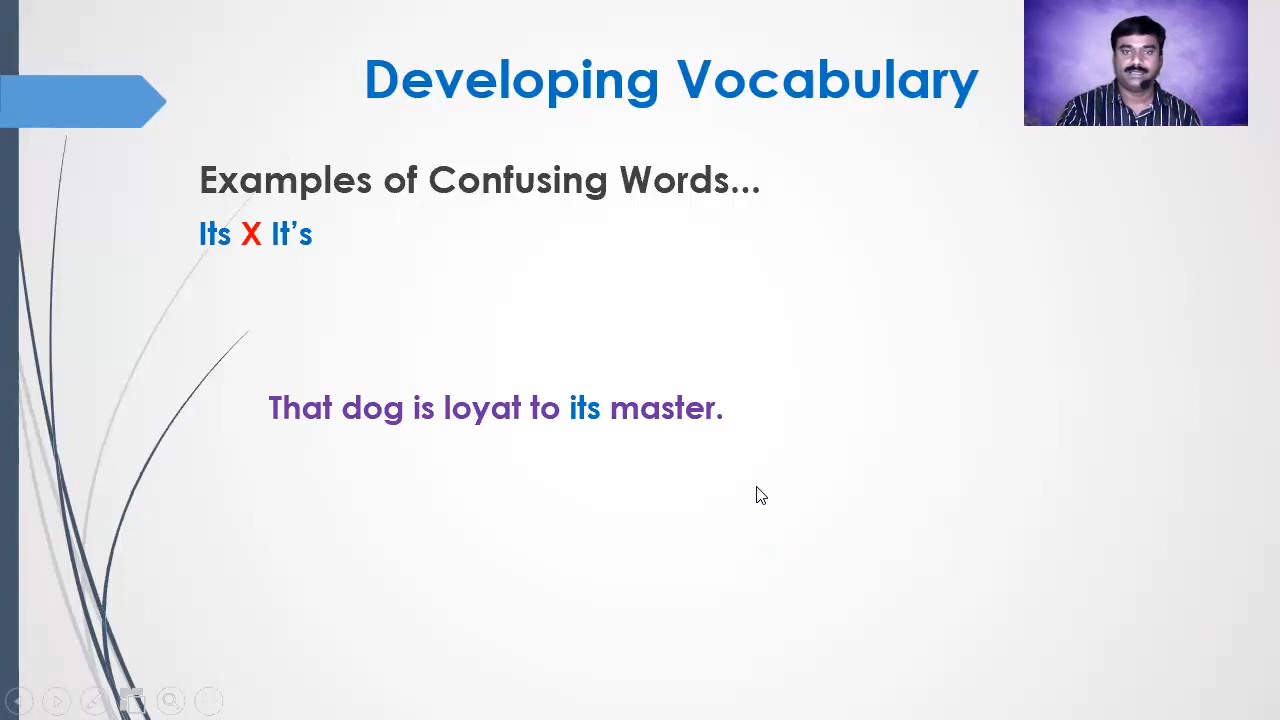 Developing Vocabulary
Examples of Confusing Words...
Its X It’s
That dog is loyat to its master.